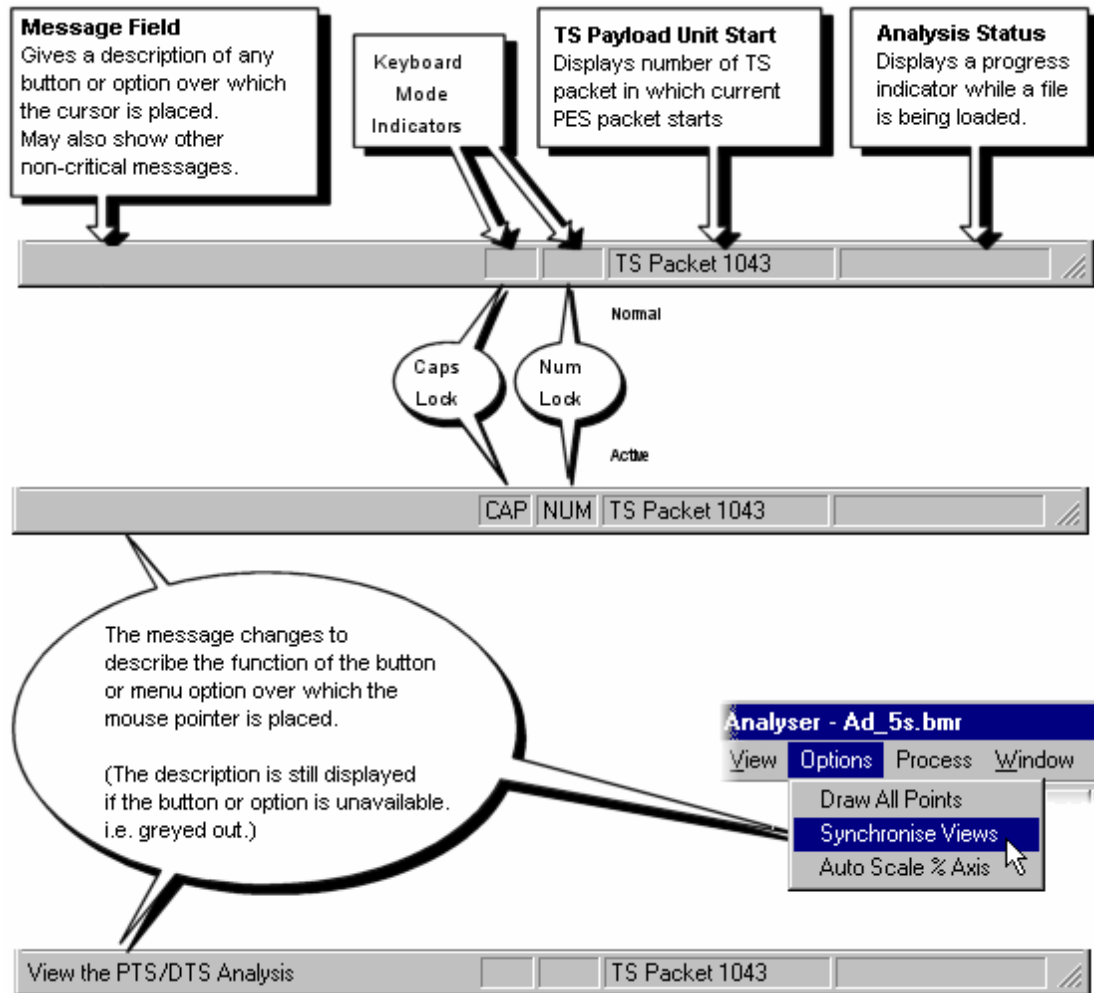 Message Field
Gives a description of any
button or option over which
the cursor is placed.
May also show other
non-critical messages.
Keyboard
Mode
Indicators
TS Payload Unit Start
Displays number of TS
packet in which current
PES packet starts
Analysis Status
Displays a progress
indicator while a file
is being loaded.
TS Packet 1043
Normal
Caps
Lock
Num
Lock
Active
CAP NUM TS Packet 1043
The message changes to
describe the function of the button
or menu option over which the
mouse pointer is placed.
(The description is still displayed
if the button or option is unavailable.
i.e. greyed out.)
Analyser - Ad_5s.bmr
View Options Process Window
Draw All Points
Synchronise Views
Auto Scale % Axis
View the PTS/DTS Analysis TS Packet 1043